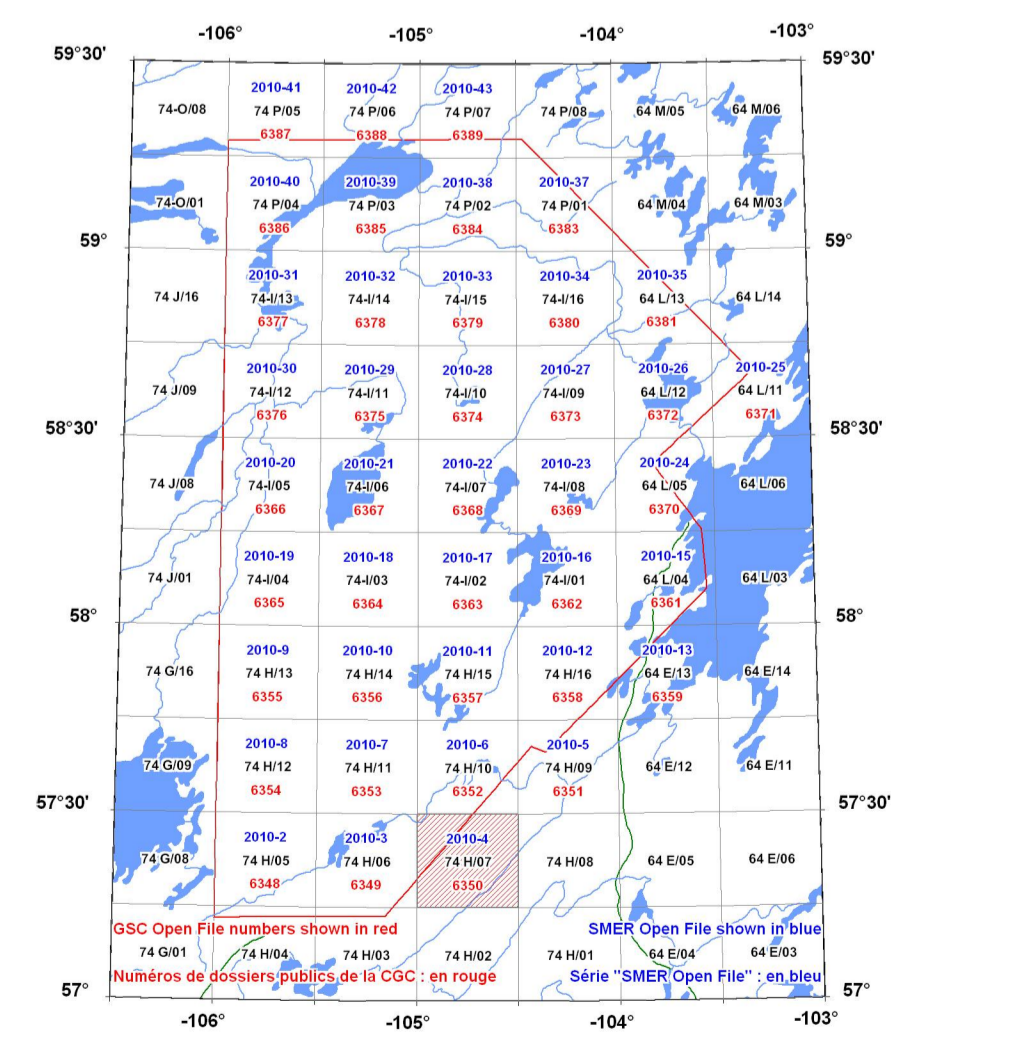 -106° -105° -104° -103°
59°30' 59°30'
2010-41 2010-42 2010-43
74-O/08 74 P/05 74 P/06 74 P/07 74 P/08 64 M/05 64 M/06
6387 6388 6389
2010-40 2010-39 2010-38 2010-37
74-O/01 74 P/04 74 P/03 74 P/02 74 P/01 64 M/04 64 M/03
6386 6385 6384 6383
59° 59°
2010-31 2010-32 2010-33 2010-34 2010-35
74 J/16 74-I/13 74-I/14 74-I/15 74-I/16 64 L/13 64 L/14
6377 6378 6379 6380 6381
2010-30 2010-29 2010-28 2010-27 2010-26 2010-25
74 J/09 74-I/12 74-I/11 74-I/10 74-I/09 64 L/12 64 L/11
6376 6375 6374 6373 6372 6371
58°30' 58°30'
2010-20 2010-21 2010-22 2010-23 2010-24
74 J/08 74-I/05 74-I/06 74-I/07 74-I/08 64 L/05 64 L/06
6366 6367 6368 6369 6370
2010-19 2010-18 2010-17 2010-16 2010-15
74 J/01 74-I/04 74-I/03 74-I/02 74-I/01 64 L/04 64 L/03
6365 6364 6363 6362 6361
58° 58°
2010-9 2010-10 2010-11 2010-12 2010-13
74 G/16 74 H/13 74 H/14 74 H/15 74 H/16 64 E/13 64 E/14
6355 6356 6357 6358 6359
2010-8 2010-7 2010-6 2010-5
74 G/09 74 H/12 74 H/11 74 H/10 74 H/09 64 E/12 64 E/11
6354 6353 6352 6351
57°30' 57°30'
2010-2 2010-3 2010-4
74 G/08 74 H/05 74 H/06 74 H/07 74 H/08 64 E/05 64 E/06
6348 6349 6350
GSC Open File numbers shown in red SMER Open File shown in blue
74 G/01 74 H/04 74 H/03 74 H/02 74 H/01 64 E/04 64 E/03
Numéros de dossiers publics de la CGC : en rouge Série "SMER Open File" : en bleu
57° 57°
-106° -105° -104° -103°